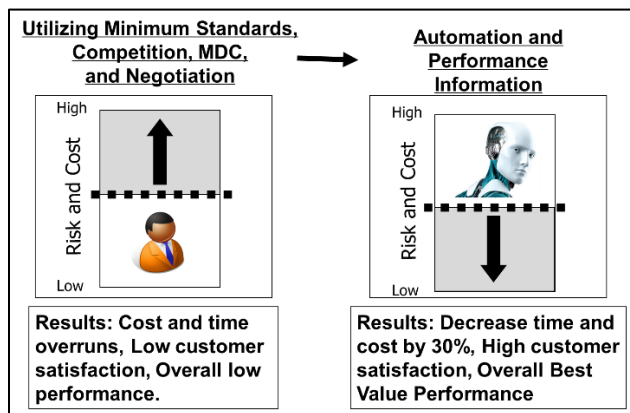 Utilizing Minimum Standards,
Competition, MDC,
and Negotiation
High
Risk and Cost
Low
Results: Cost and time
overruns, Low customer
satisfaction, Overall low
performance.
Automation and
Performance
Information
High
Risk and Cost
Low
Results: Decrease time and
cost by 30%, High customer
satisfaction, Overall Best
Value Performance